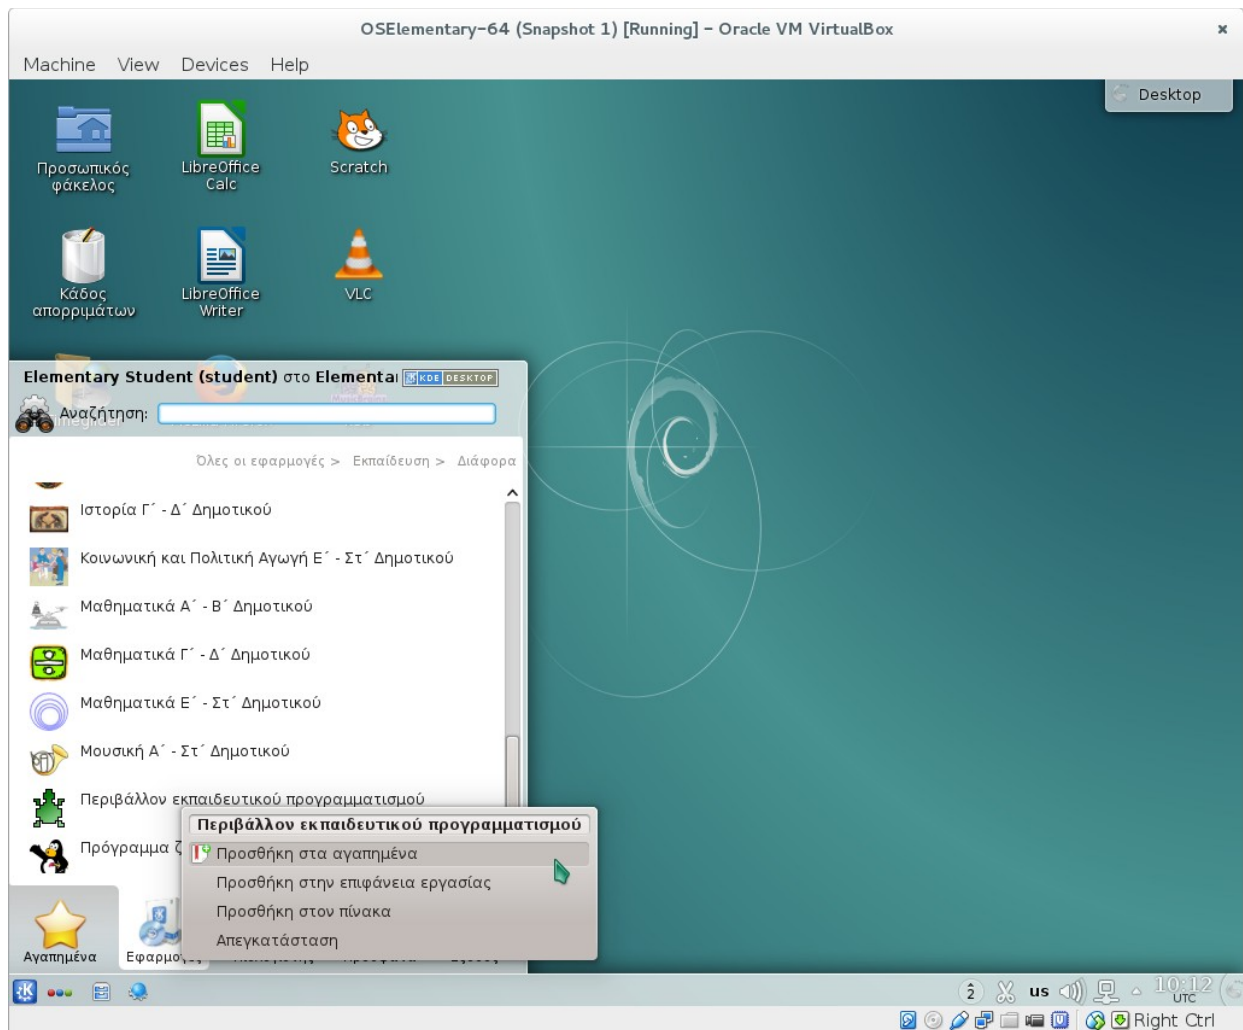 OSElementary-64 (Snapshot 1) [Running] - Oracle VM VirtualBox
Machine View Devices Help
Desktop
Προσωπικός
φάκελος
LibreOffice
Calc
Scratch
Κάδος
απορριμάτων
LibreOffice
Writer
VLC
Elementary Student (student) στο Elementar KDE DESKTOP
Αναζήτηση:
Όλες οι εφαρμογές > Εκπαίδευση > Διάφορα
Ιστορία Γ΄ - Δ΄ Δημοτικού
Κοινωνική και Πολιτική Αγωγή Ε΄ - Στ΄ Δημοτικού
Μαθηματικά Α΄ - Β΄ Δημοτικού
Μαθηματικά Γ΄ - Δ΄ Δημοτικού
Μαθηματικά Ε΄ - Στ΄ Δημοτικού
Μουσική Α΄ - Στ΄ Δημοτικού
Περιβάλλον εκπαιδευτικού προγραμματισμού
Πρόγραμμα
Περιβάλλον εκπαιδευτικού προγραμματισμού
Προσθήκη στα αγαπημένα
Προσθήκη στην επιφάνεια εργασίας
Προσθήκη στον πίνακα
Απεγκατάσταση
Αγαπημένα
Εφαρμογές
2 us 10:12
UTC
Right Ctrl